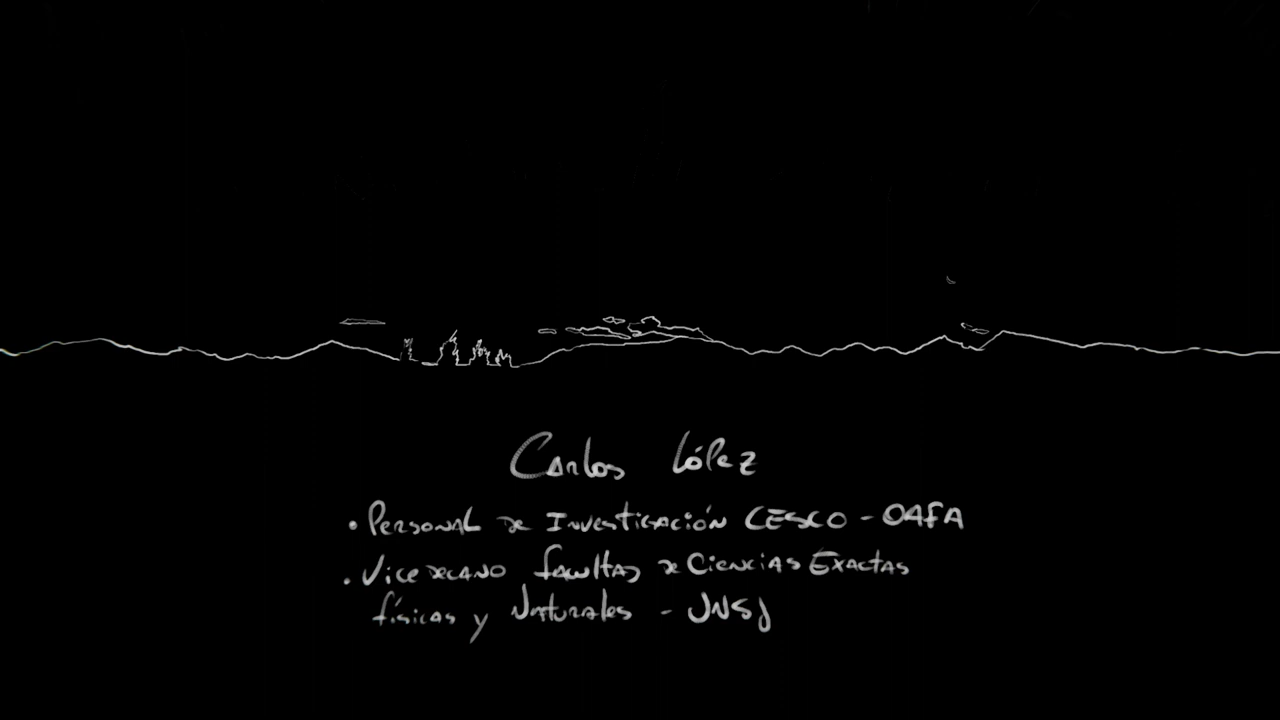 Carlos López
• Personal de Investigación CESCO - OAFA
• Vicedecano facultad de Ciencias Exactas
físicas y Naturales - UNSJ